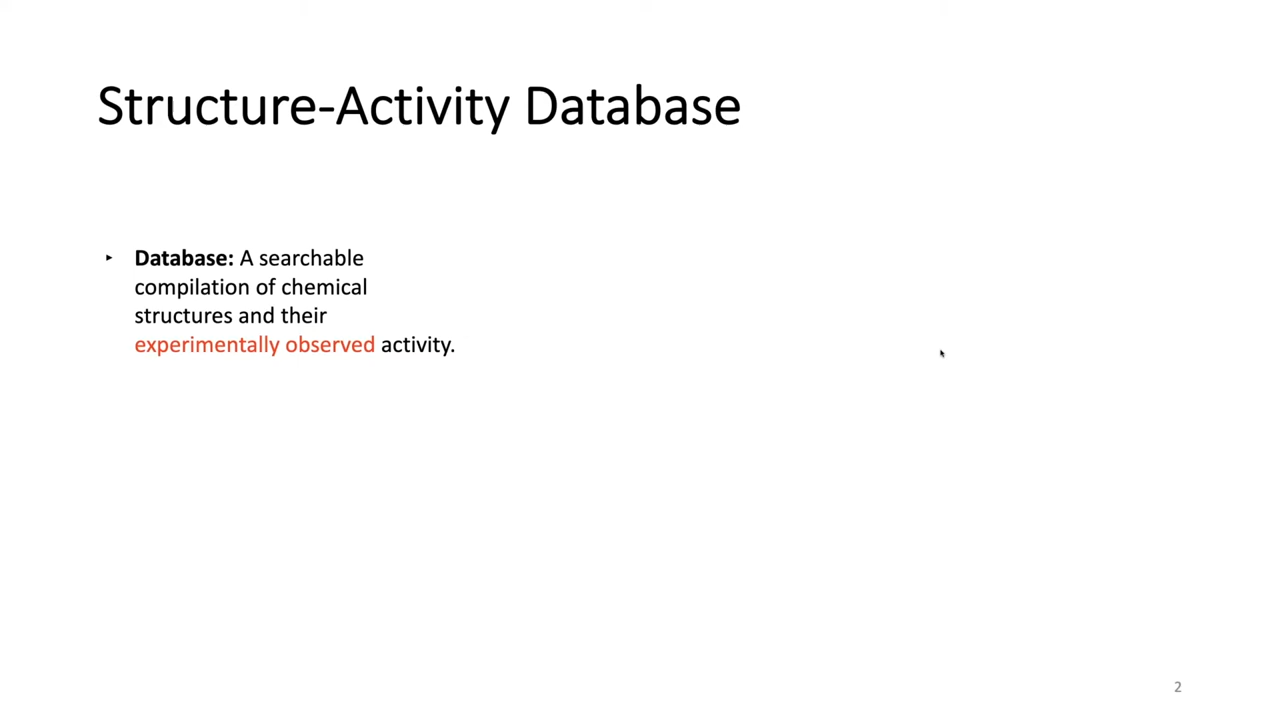 Structure-Activity Database
‣ Database: A searchable
compilation of chemical
structures and their
experimentally observed activity.
2